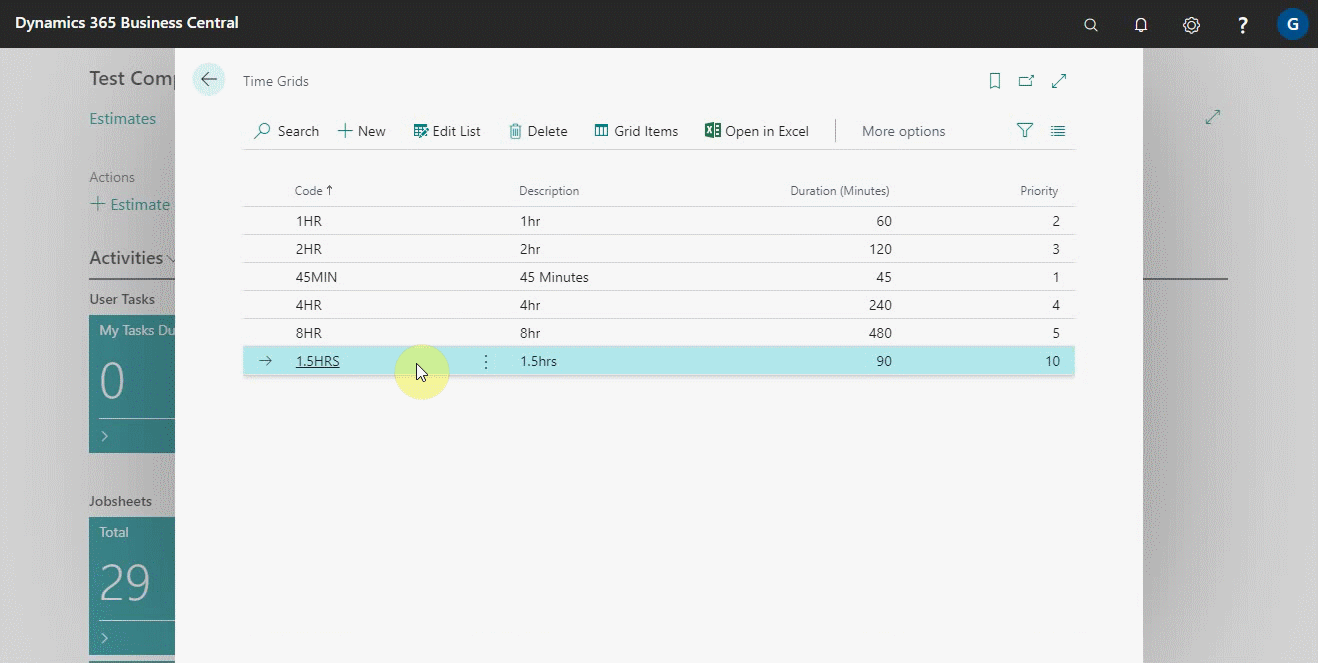 Dynamics 365 Business Central
?
G
Test Comp
Time Grids
Estimates
Search New Edit List Delete Grid Items Open in Excel More options
Actions
Estimate
Code ↑ Description Duration (Minutes) Priority
1HR 1hr 60 2
2HR 2hr 120 3
45MIN 45 Minutes 45 1
4HR 4hr 240 4
8HR 8hr 480 5
1.5HRS 1.5hrs 90 10
Activities
User Tasks
My Tasks Du
0
Jobsheets
Total
29